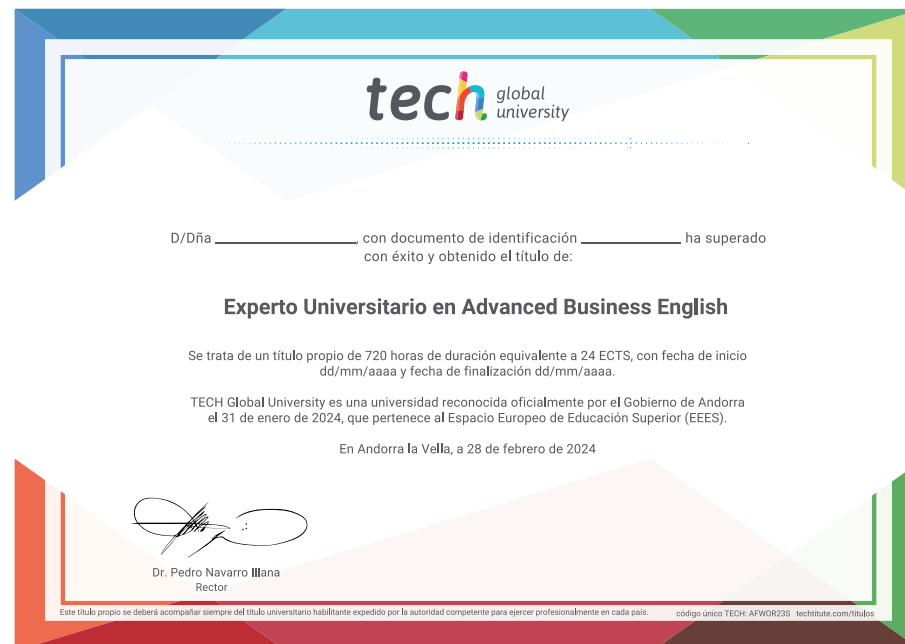 tech global
university
D/Dña ____________________, con documento de identificación ______________ ha superado
con éxito y obtenido el título de:
Experto Universitario en Advanced Business English
Se trata de un título propio de 720 horas de duración equivalente a 24 ECTS, con fecha de inicio
dd/mm/aaaa y fecha de finalización dd/mm/aaaa.
TECH Global University es una universidad reconocida oficialmente por el Gobierno de Andorra
el 31 de enero de 2024, que pertenece al Espacio Europeo de Educación Superior (EEES).
En Andorra la Vella, a 28 de febrero de 2024
Dr. Pedro Navarro Illana
Rector
Este título propio se deberá acompañar siempre del título universitario habilitante expedido por la autoridad competente para ejercer profesionalmente en cada país. código único TECH: AFWOR23S techtitute.com/titulos